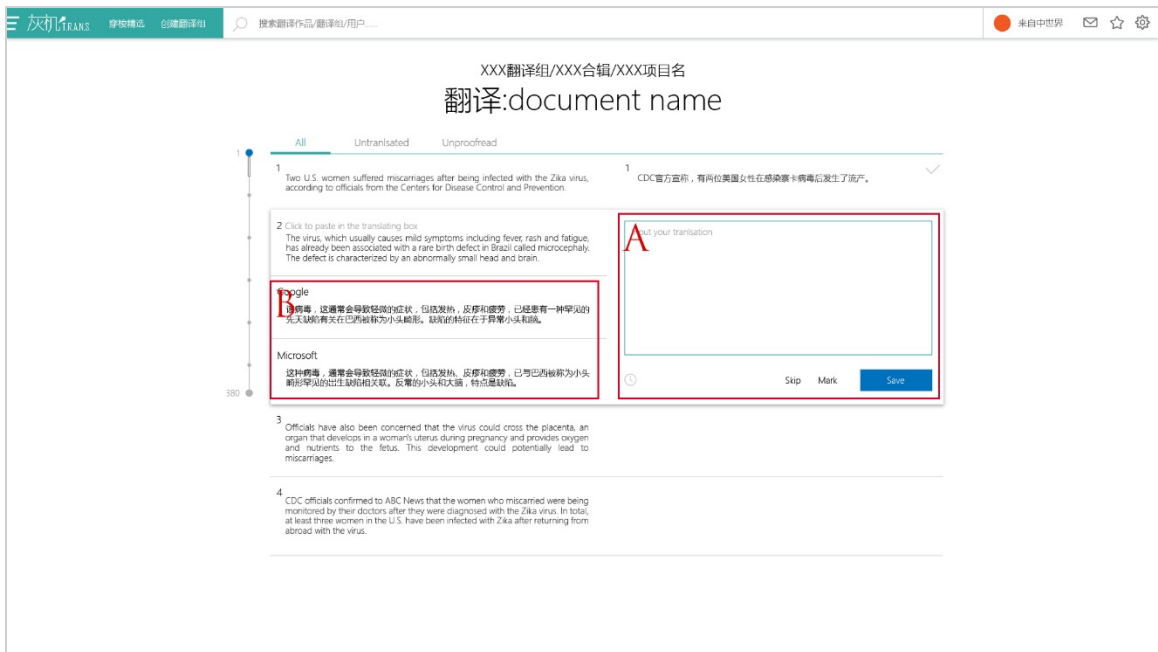 灰机TRANS 穿梭精选 创建翻译组 搜索翻译作品/翻译组/用户...... 来自中世界
XXX翻译组/XXX合辑/XXX项目名
翻译:document name
All Untranlsated Unproofread
1
1
Two U.S. women suffered miscarriages after being infected with the Zika virus,
according to officials from the Centers for Disease Control and Prevention.
1
CDC官方宣称，有两位美国女性在感染寨卡病毒后发生了流产。
2 Click to paste in the translating box
The virus, which usually causes mild symptoms including fever, rash and fatigue,
has already been associated with a rare birth defect in Brazil called microcephaly.
The defect is characterized by an abnormally small head and brain.
A
your tranlsation
Google
B
病毒，这通常会导致轻微的症状，包括发热，皮疹和疲劳，已经患有一种罕见的
先天缺陷有关在巴西被称为小头畸形。缺陷的特征在于异常小头和脑。
Microsoft
这种病毒，通常会导致轻微的症状，包括发热、皮疹和疲劳，已与巴西被称为小头
畸形罕见的出生缺陷相关联。反常的小头和大脑，特点是缺陷。
Skip Mark Save
380
3
Officials have also been concerned that the virus could cross the placenta, an
organ that develops in a woman's uterus during pregnancy and provides oxygen
and nutrients to the fetus. This development could potentially lead to
miscarriages.
4
CDC officials confirmed to ABC News that the women who miscarried were being
monitored by their doctors after they were diagnosed with the Zika virus. In total,
at least three women in the U.S. have been infected with Zika after returning from
abroad with the virus.